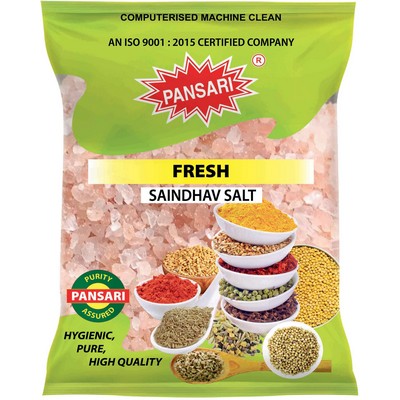 COMPUTERISED MACHINE CLEAN
AN ISO 9001 : 2015 CERTIFIED COMPANY
PANSARI ®
FRESH
SAINDHAV SALT
PURITY
PANSARI
ASSURED
HYGIENIC,
PURE,
HIGH QUALITY